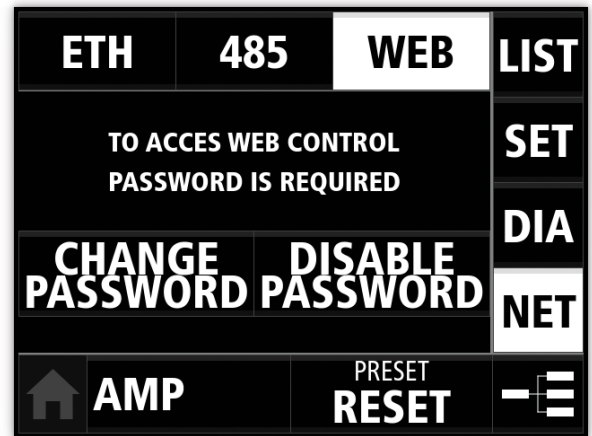 ETH 485 WEB LIST
TO ACCES WEB CONTROL
PASSWORD IS REQUIRED
SET
DIA
CHANGE
PASSWORD
DISABLE
PASSWORD
NET
AMP
PRESET
RESET